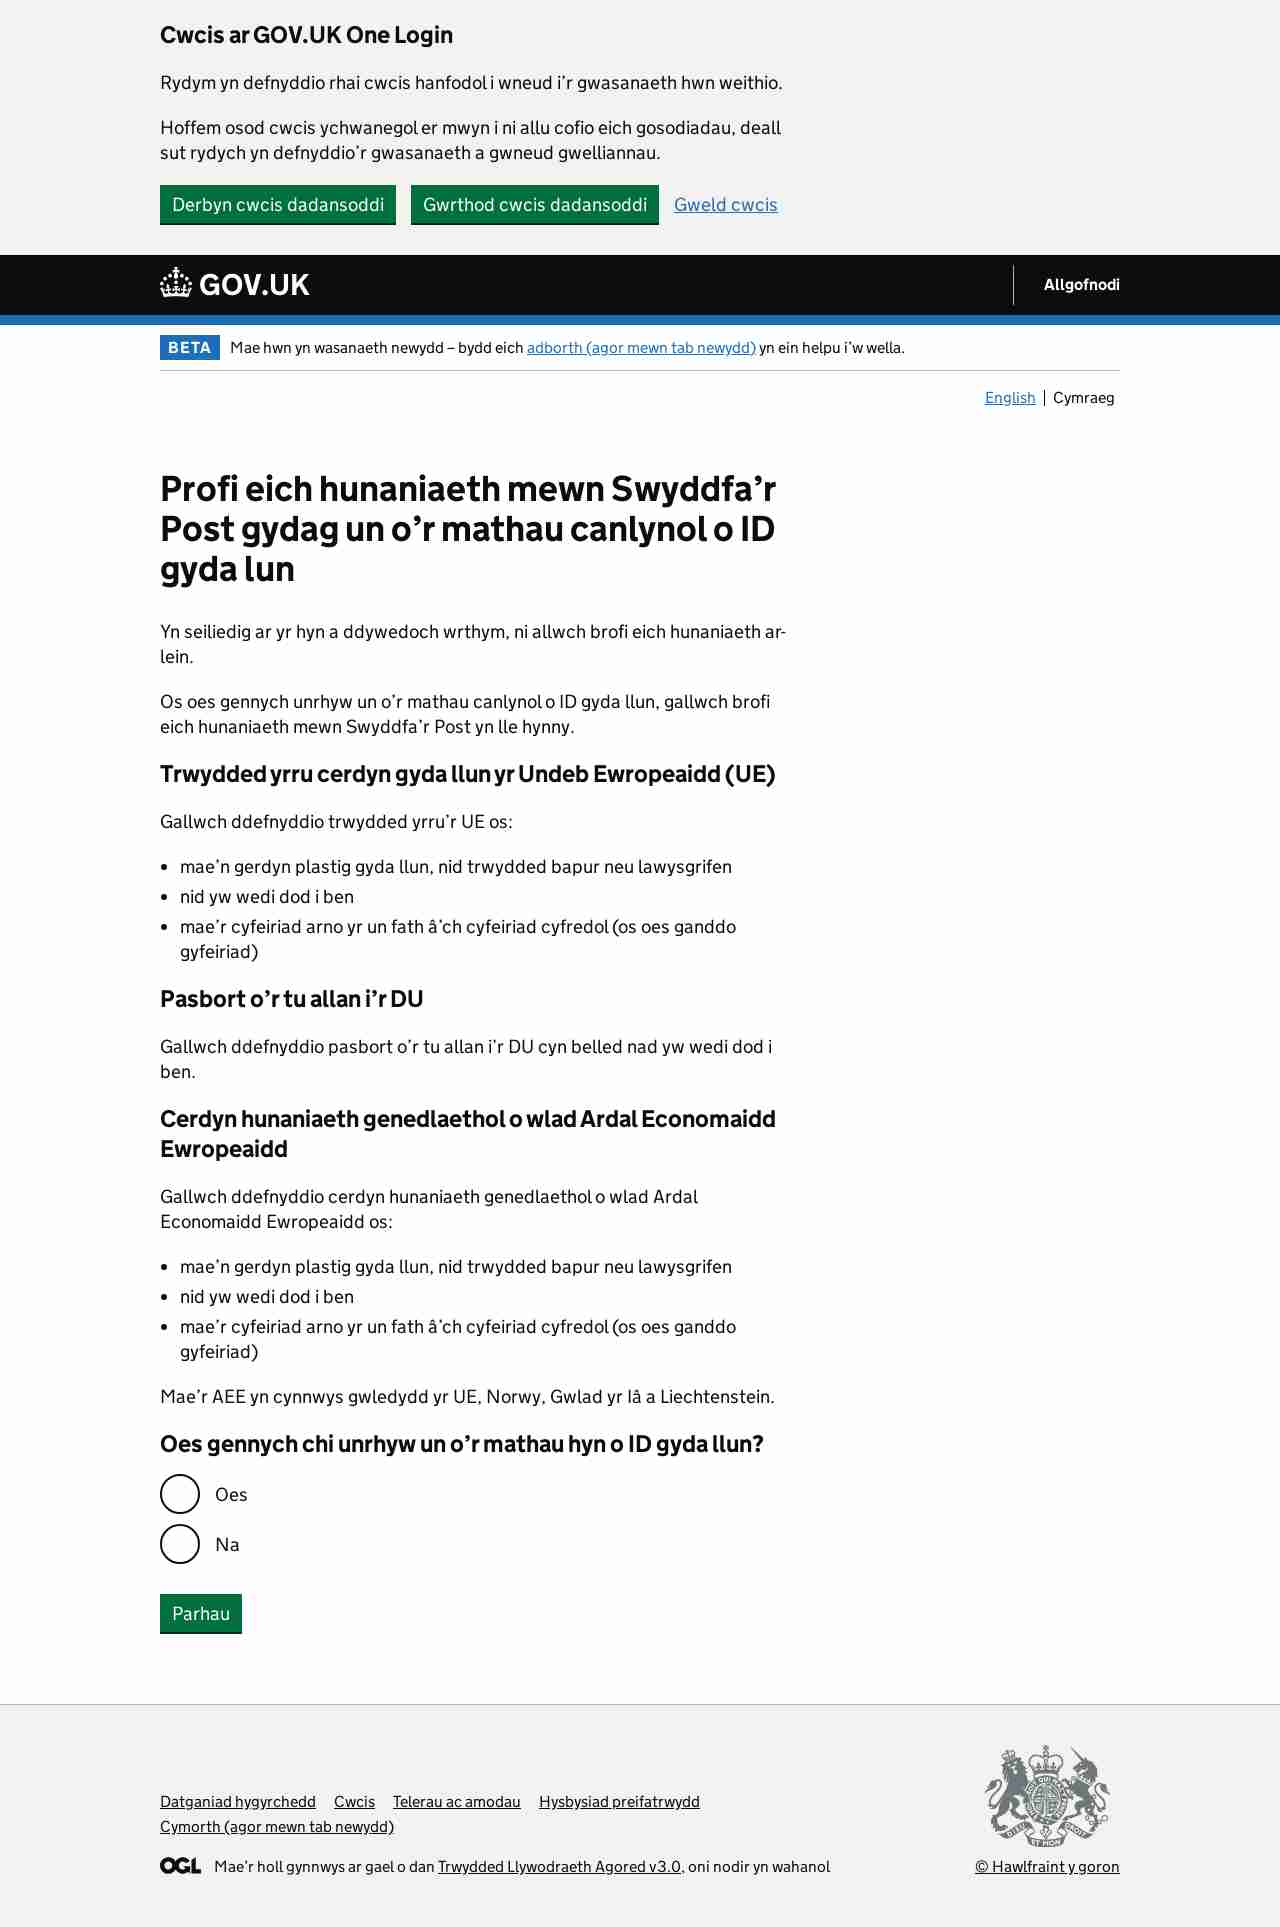 Cwcis ar GOV.UK One Login
Rydym yn defnyddio rhai cwcis hanfodol i wneud i’r gwasanaeth hwn weithio.
Hoffem osod cwcis ychwanegol er mwyn i ni allu cofio eich gosodiadau, deall
sut rydych yn defnyddio’r gwasanaeth a gwneud gwelliannau.
Derbyn cwcis dadansoddi Gwrthod cwcis dadansoddi Gweld cwcis
GOV.UK Allgofnodi
BETA Mae hwn yn wasanaeth newydd – bydd eich adborth (agor mewn tab newydd) yn ein helpu i’w wella.
English Cymraeg
Profi eich hunaniaeth mewn Swyddfa’r
Post gydag un o’r mathau canlynol o ID
gyda lun
Yn seiliedig ar yr hyn a ddywedoch wrthym, ni allwch brofi eich hunaniaeth ar-
lein.
Os oes gennych unrhyw un o’r mathau canlynol o ID gyda llun, gallwch brofi
eich hunaniaeth mewn Swyddfa’r Post yn lle hynny.
Trwydded yrru cerdyn gyda llun yr Undeb Ewropeaidd (UE)
Gallwch ddefnyddio trwydded yrru’r UE os:
• mae’n gerdyn plastig gyda llun, nid trwydded bapur neu lawysgrifen
• nid yw wedi dod i ben
• mae’r cyfeiriad arno yr un fath â’ch cyfeiriad cyfredol (os oes ganddo
gyfeiriad)
Pasbort o’r tu allan i’r DU
Gallwch ddefnyddio pasbort o’r tu allan i’r DU cyn belled nad yw wedi dod i
ben.
Cerdyn hunaniaeth genedlaethol o wlad Ardal Economaidd
Ewropeaidd
Gallwch ddefnyddio cerdyn hunaniaeth genedlaethol o wlad Ardal
Economaidd Ewropeaidd os:
• mae’n gerdyn plastig gyda llun, nid trwydded bapur neu lawysgrifen
• nid yw wedi dod i ben
• mae’r cyfeiriad arno yr un fath â’ch cyfeiriad cyfredol (os oes ganddo
gyfeiriad)
Mae’r AEE yn cynnwys gwledydd yr UE, Norwy, Gwlad yr Iâ a Liechtenstein.
Oes gennych chi unrhyw un o’r mathau hyn o ID gyda llun?
Oes
Na
Parhau
Datganiad hygyrchedd Cwcis Telerau ac amodau Hysbysiad preifatrwydd
Cymorth (agor mewn tab newydd)
OGL Mae’r holl gynnwys ar gael o dan Trwydded Llywodraeth Agored v3.0, oni nodir yn wahanol
© Hawlfraint y goron